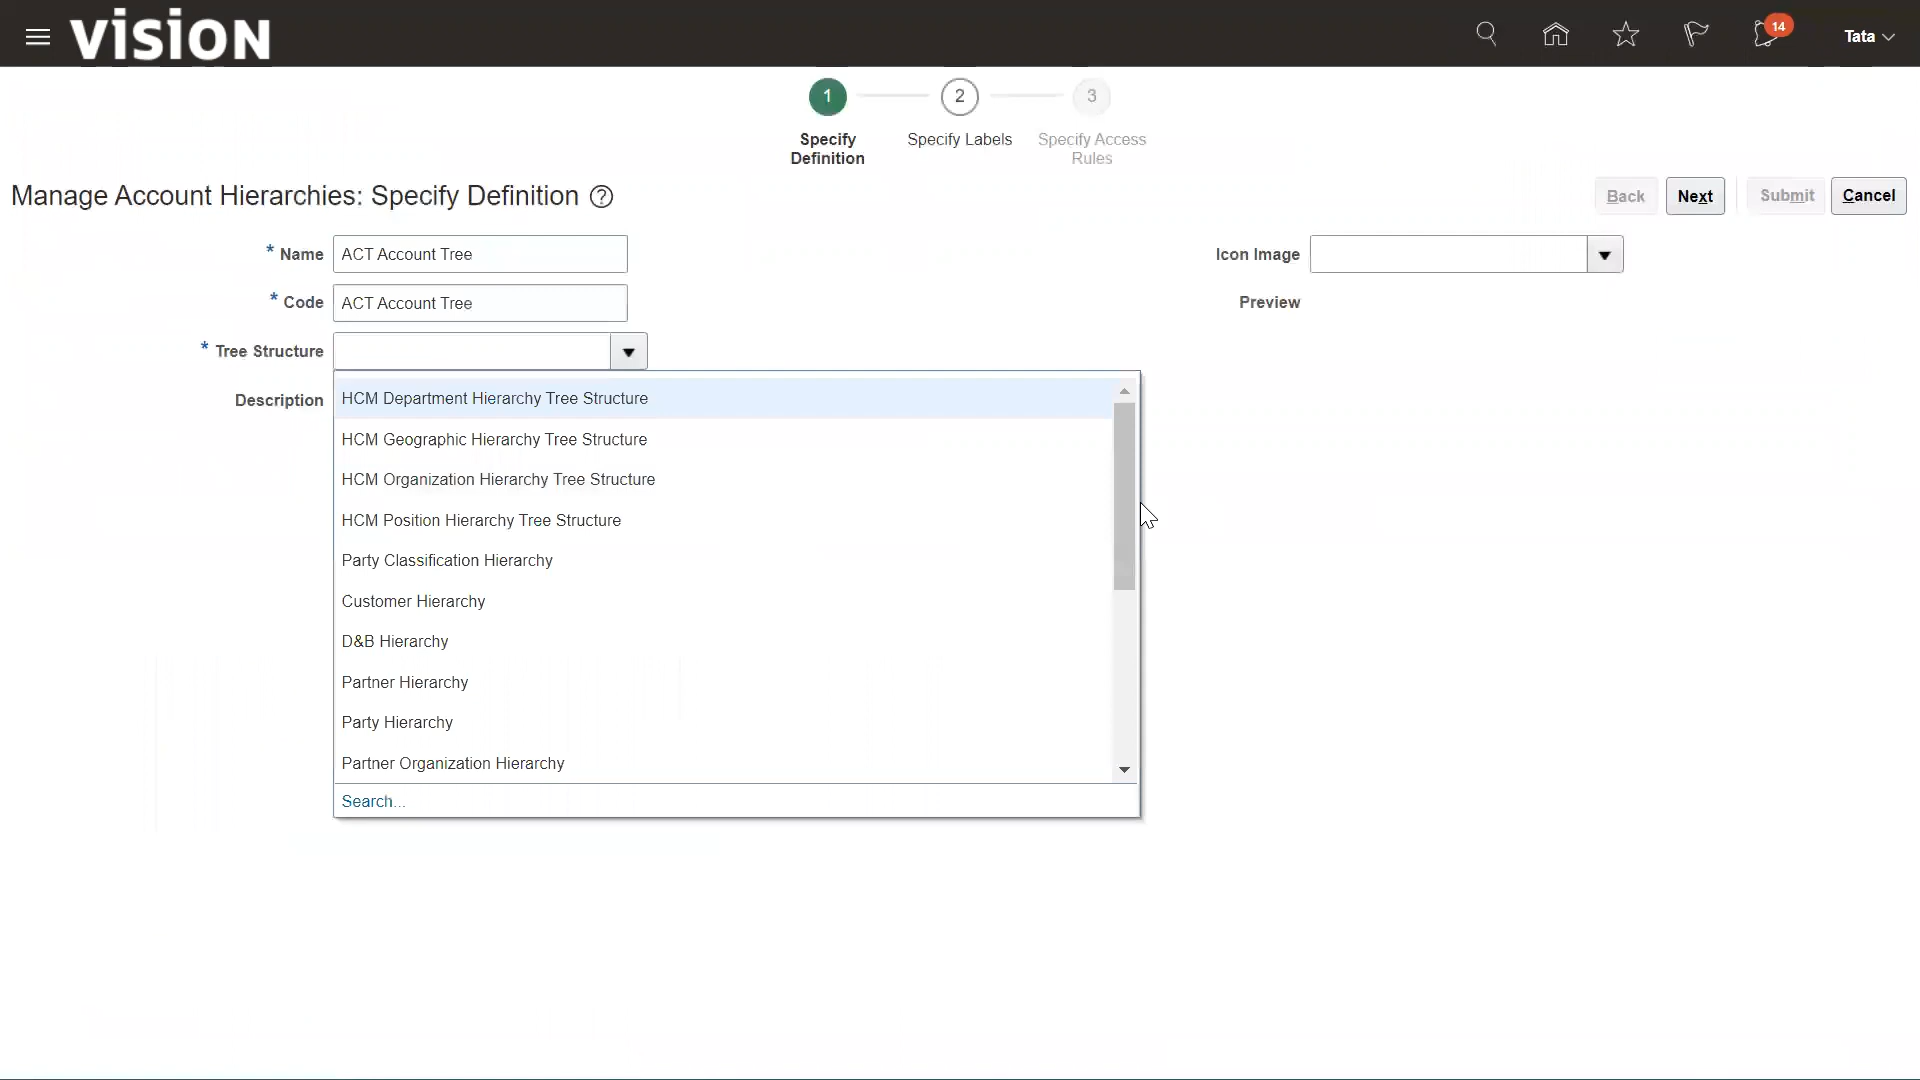 VISION
14
Tata
1
2
3
Specify Definition
Specify Labels
Specify Access Rules
Manage Account Hierarchies: Specify Definition ?
Back
Next
Submit
Cancel
* Name
ACT Account Tree
Icon Image
* Code
ACT Account Tree
Preview
* Tree Structure
Description
HCM Department Hierarchy Tree Structure
HCM Geographic Hierarchy Tree Structure
HCM Organization Hierarchy Tree Structure
HCM Position Hierarchy Tree Structure
Party Classification Hierarchy
Customer Hierarchy
D&B Hierarchy
Partner Hierarchy
Party Hierarchy
Partner Organization Hierarchy
Search...